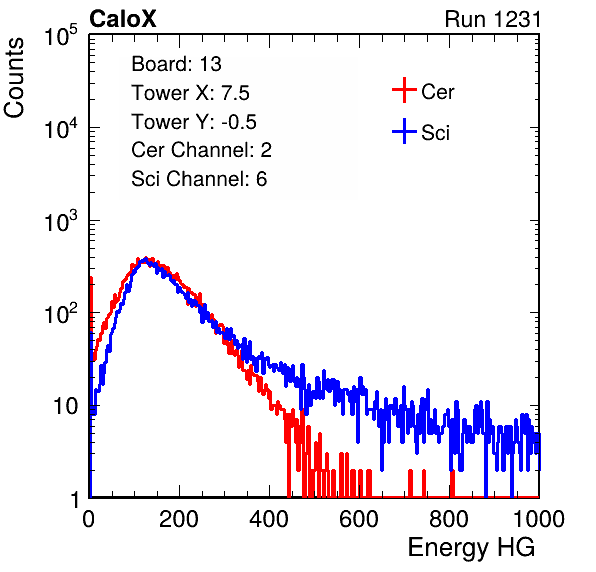 CaloX Run 1231
Counts
Board: 13
Tower X: 7.5
Tower Y: -0.5
Cer Channel: 2
Sci Channel: 6
Cer
Sci
10^5
10^4
10^3
10^2
10
1
0 200 400 600 800 1000
Energy HG